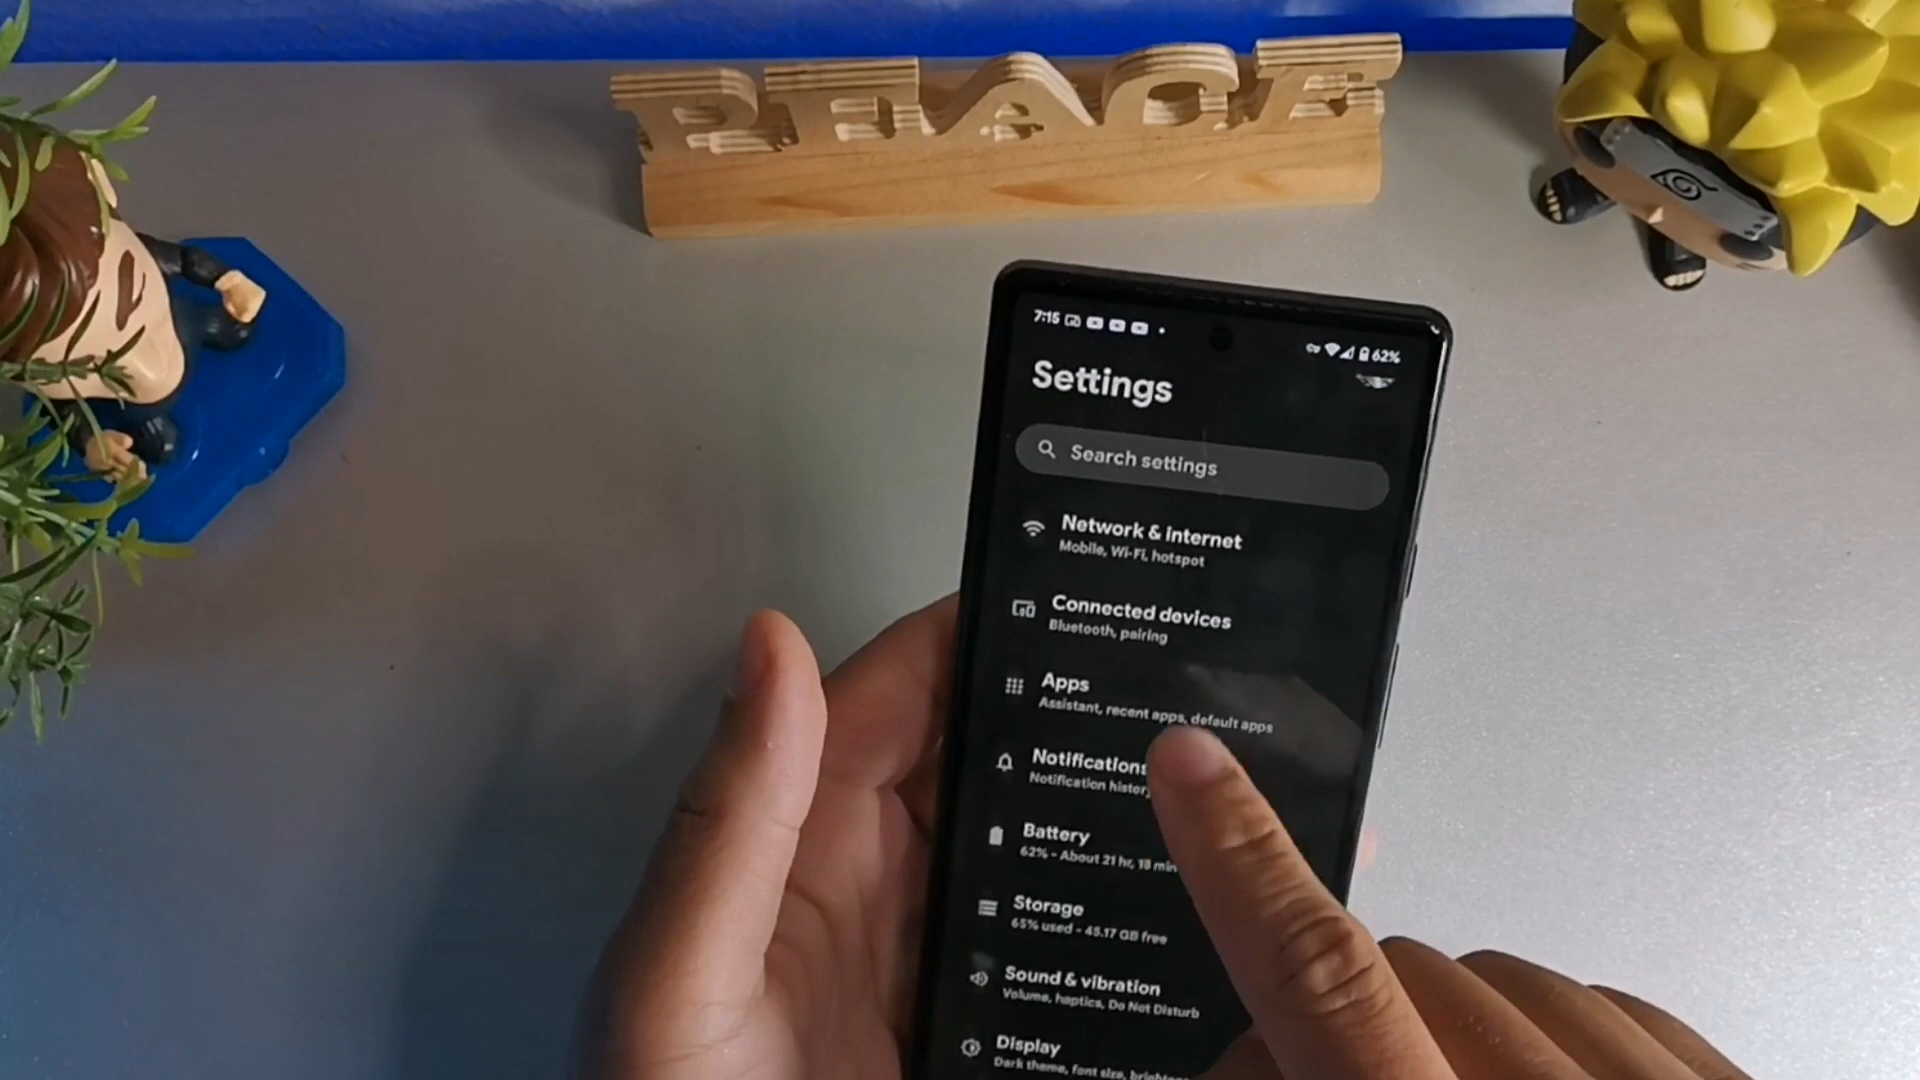 PEACE
7:15
62%
Settings
Search settings
Network & internet
Mobile, Wi-Fi, hotspot
Connected devices
Bluetooth, pairing
Apps
Assistant, recent apps, default apps
Notifications
Notification history
Battery
62% - About 21 hr, 18 min
Storage
65% used - 45.17 GB free
Sound & vibration
Volume, haptics, Do Not Disturb
Display
Dark theme, font size,